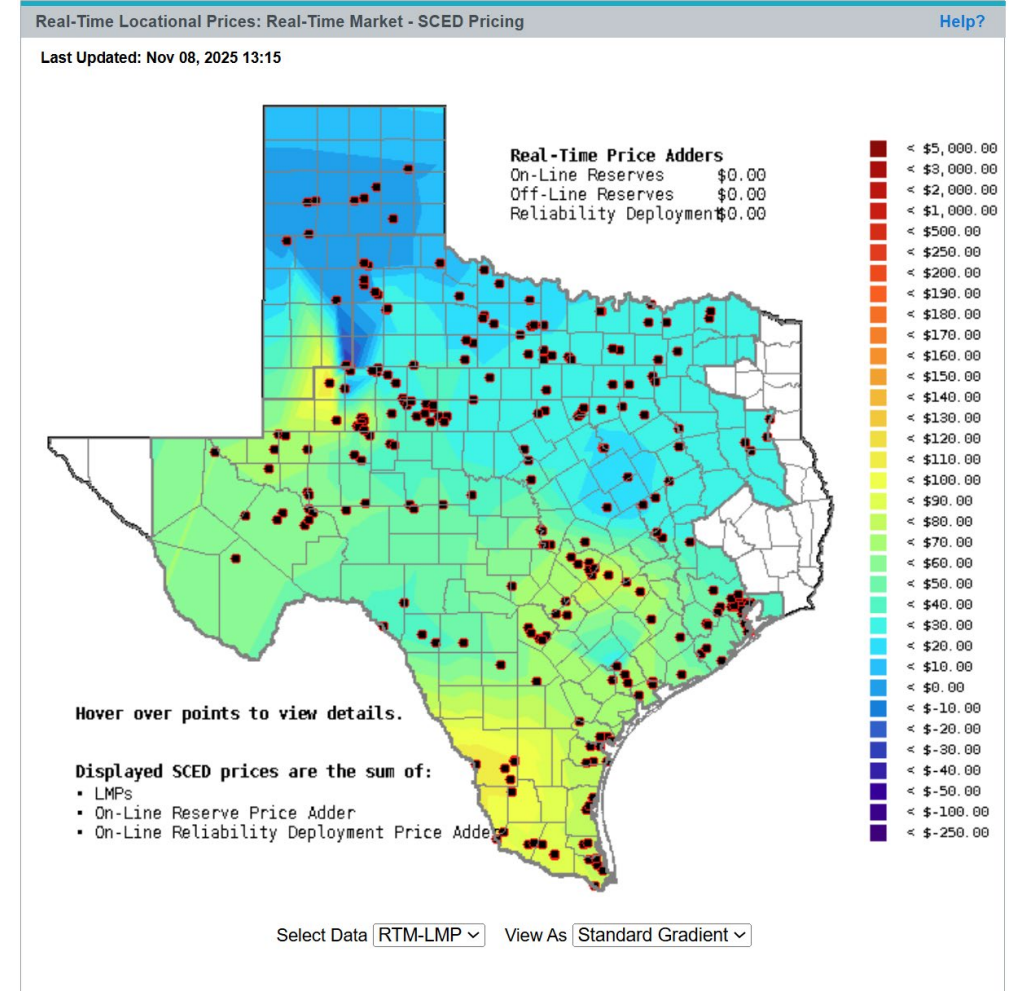 Real-Time Locational Prices: Real-Time Market - SCED Pricing
Help?
Last Updated: Nov 08, 2025 13:15
Real-Time Price Adders
On-Line Reserves $0.00
Off-Line Reserves $0.00
Reliability Deployment $0.00
< $5,000.00
< $3,000.00
< $2,000.00
< $1,000.00
< $500.00
< $250.00
< $200.00
< $190.00
< $180.00
< $170.00
< $160.00
< $150.00
< $140.00
< $130.00
< $120.00
< $110.00
< $100.00
< $90.00
< $80.00
< $70.00
< $60.00
< $50.00
< $40.00
< $30.00
< $20.00
< $10.00
< $0.00
< $-10.00
< $-20.00
< $-30.00
< $-40.00
< $-50.00
< $-100.00
< $-250.00
Hover over points to view details.
Displayed SCED prices are the sum of:
▪ LMPs
▪ On-Line Reserve Price Adder
▪ On-Line Reliability Deployment Price Adder
Select Data RTM-LMP View As Standard Gradient